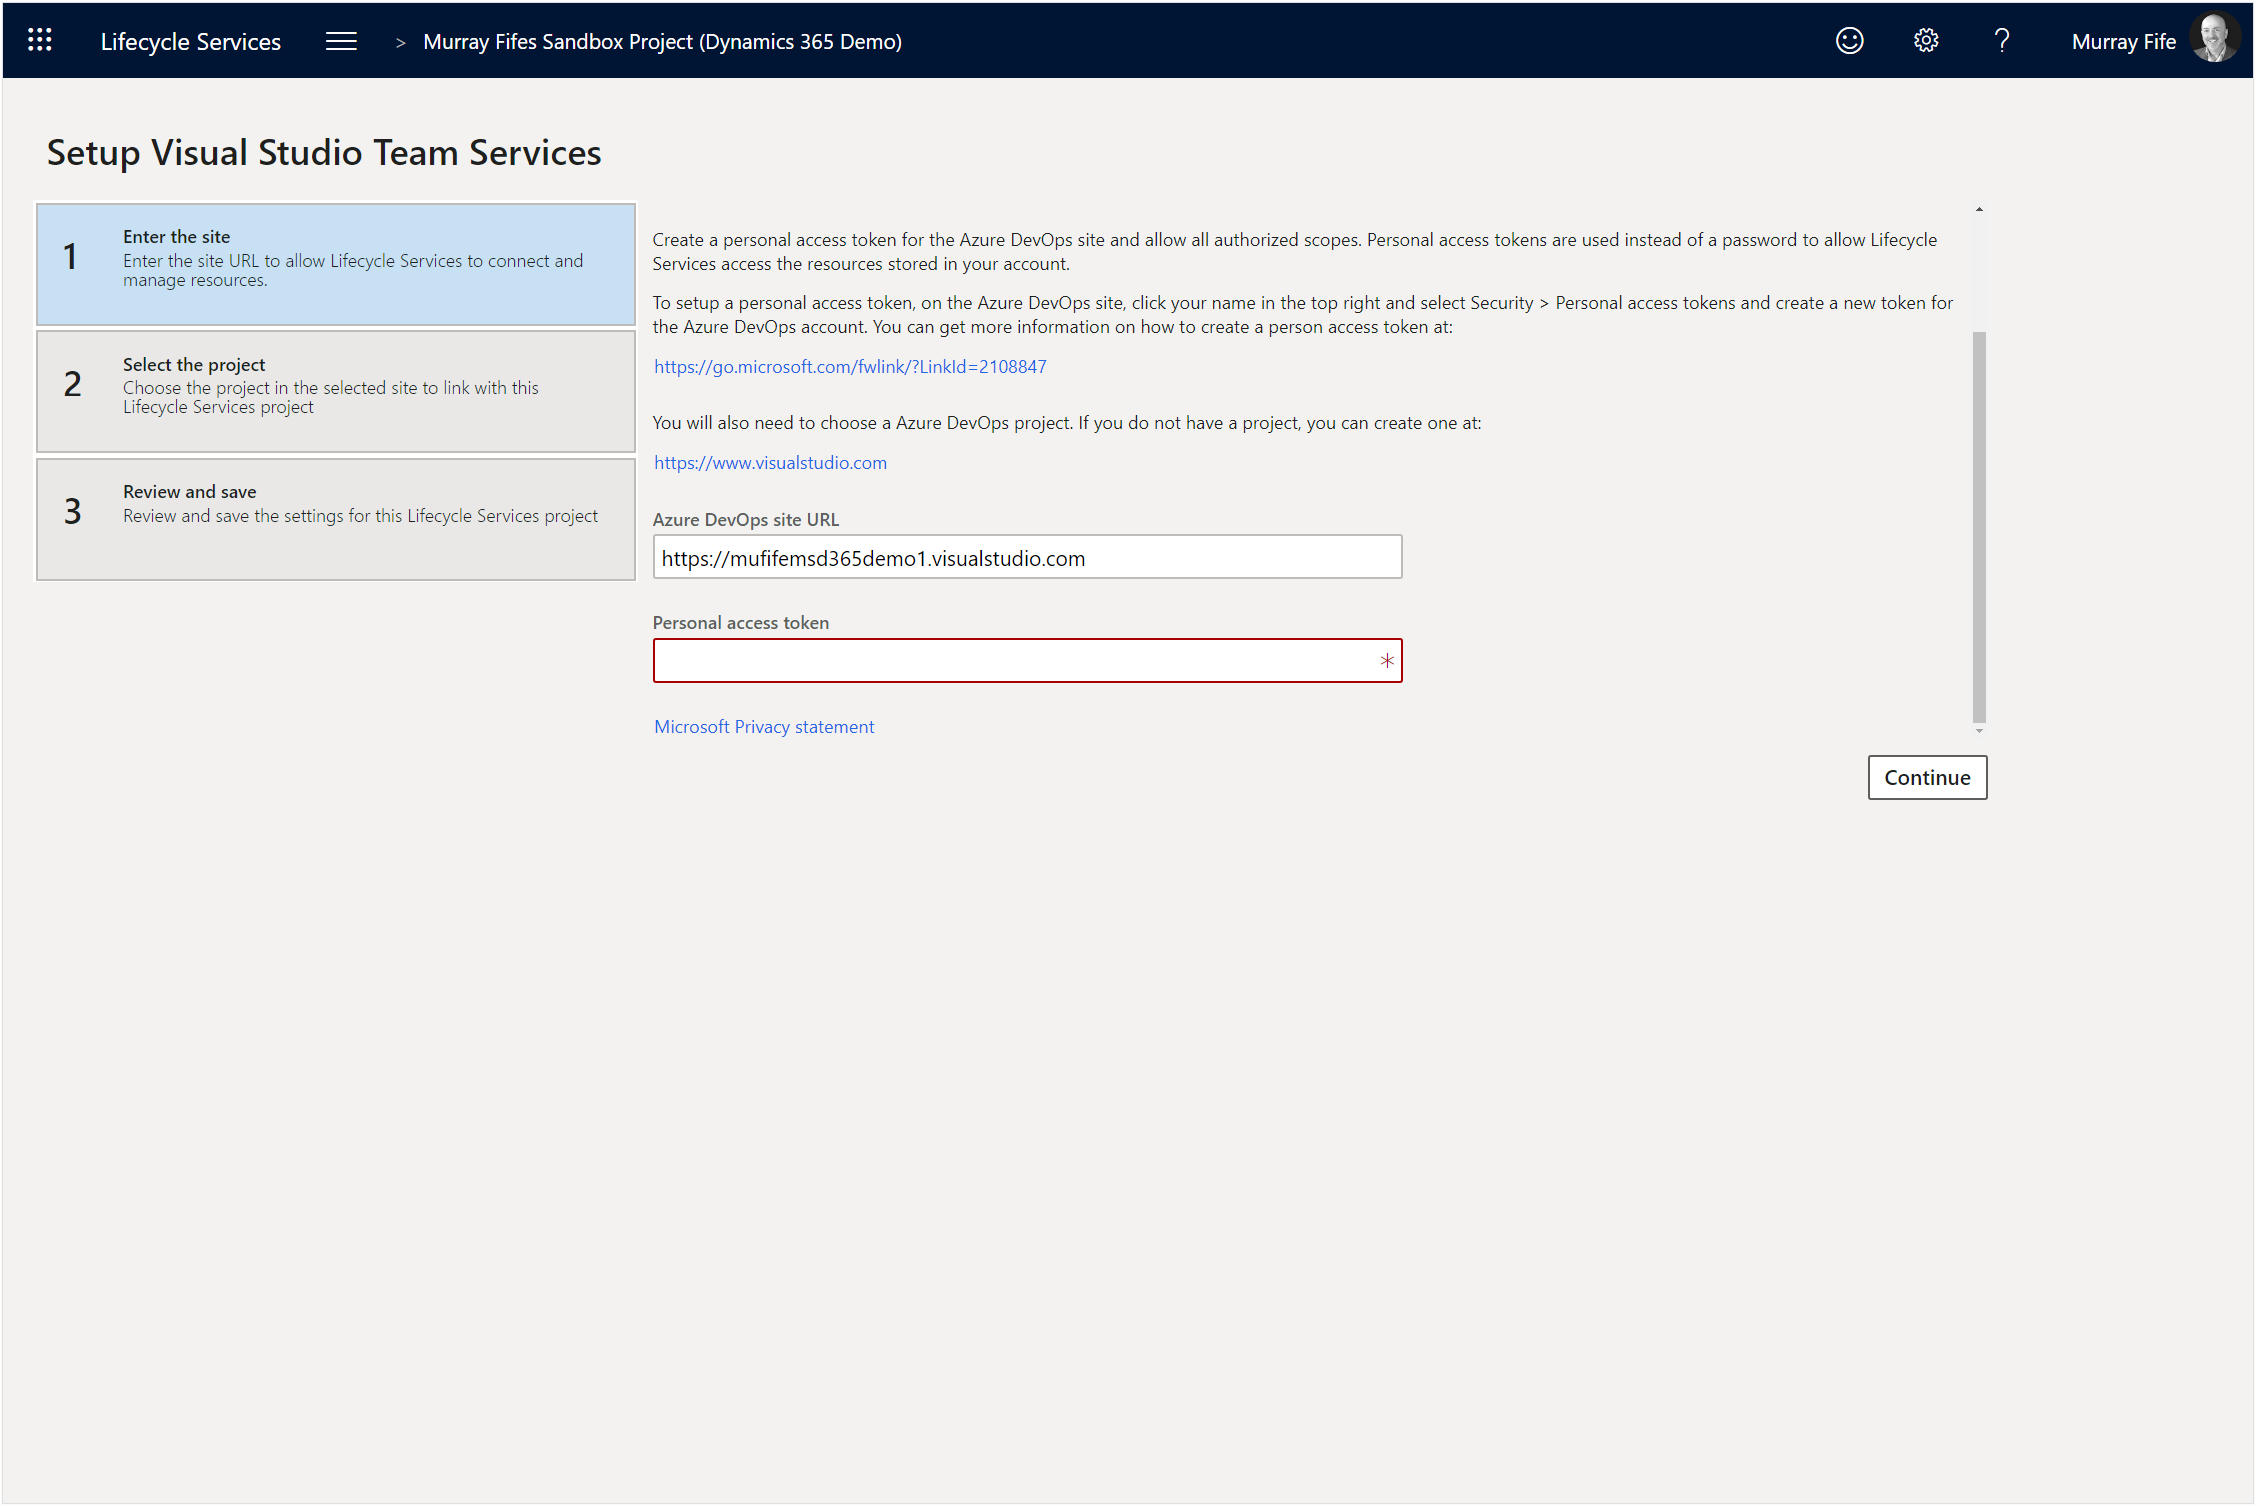 Lifecycle Services > Murray Fifes Sandbox Project (Dynamics 365 Demo) ? Murray Fife
Setup Visual Studio Team Services
1
Enter the site
Enter the site URL to allow Lifecycle Services to connect and
manage resources.
2
Select the project
Choose the project in the selected site to link with this
Lifecycle Services project
3
Review and save
Review and save the settings for this Lifecycle Services project
Create a personal access token for the Azure DevOps site and allow all authorized scopes. Personal access tokens are used instead of a password to allow Lifecycle
Services access the resources stored in your account.
To setup a personal access token, on the Azure DevOps site, click your name in the top right and select Security > Personal access tokens and create a new token for
the Azure DevOps account. You can get more information on how to create a person access token at:
https://go.microsoft.com/fwlink/?LinkId=2108847
You will also need to choose a Azure DevOps project. If you do not have a project, you can create one at:
https://www.visualstudio.com
Azure DevOps site URL
https://mufifemsd365demo1.visualstudio.com
Personal access token
*
Microsoft Privacy statement
Continue